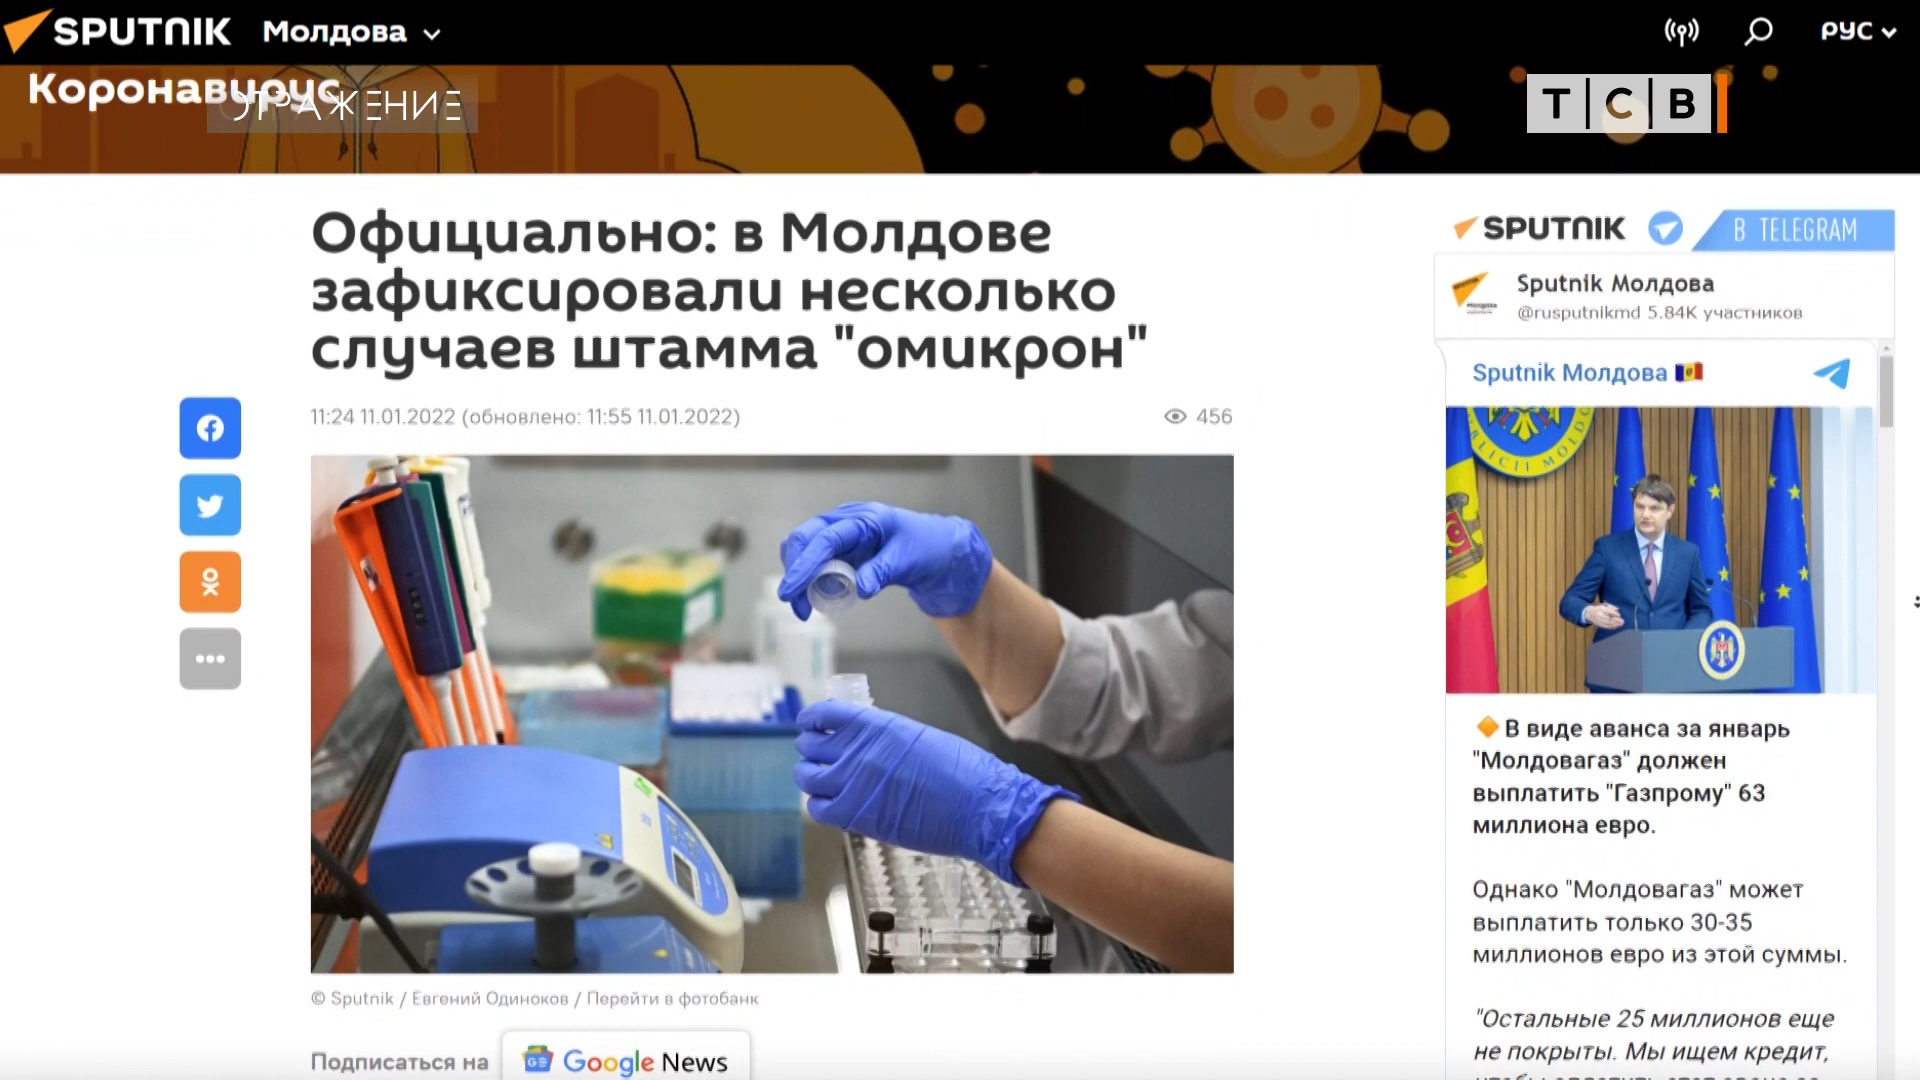 SPUTNIK Молдова
РУС
Коронавирус
ОТРАЖЕНИЕ
ТСВ
Официально: в Молдове
зафиксировали несколько
случаев штамма "омикрон"
11:24 11.01.2022 (обновлено: 11:55 11.01.2022)
456
© Sputnik / Евгений Одиноков / Перейти в фотобанк
Подписаться на
Google News
SPUTNIK В TELEGRAM
Sputnik Молдова
@rusputnikmd 5.84K участников
Sputnik Молдова
🔶В виде аванса за январь
"Молдовагаз" должен
выплатить "Газпрому" 63
миллиона евро.
Однако "Молдовагаз" может
выплатить только 30-35
миллионов евро из этой суммы.
"Остальные 25 миллионов еще
не покрыты. Мы ищем кредит,